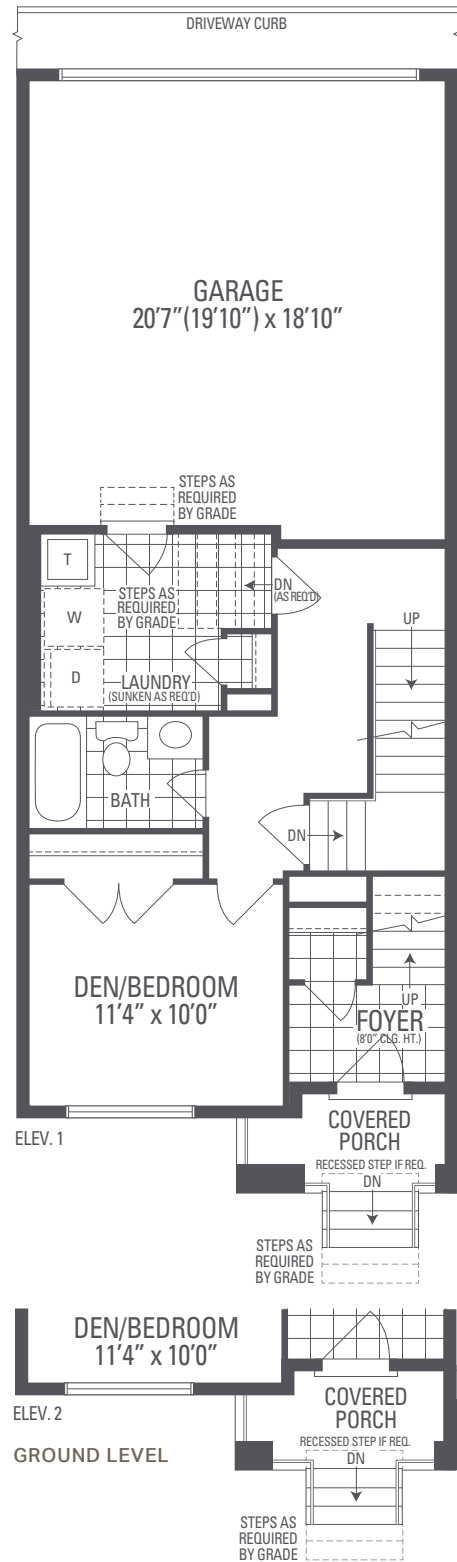 DRIVEWAY CURB
GARAGE
20'7"(19'10") x 18'10"
STEPS AS
REQUIRED
BY GRADE
T
STEPS AS
REQUIRED
BY GRADE
DN
(AS REQ'D)
W
UP
D
LAUNDRY
(SUNKEN AS REQ'D)
BATH
DN
DEN/BEDROOM
11'4" x 10'0"
UP
FOYER
(8'0" CLG. HT.)
ELEV. 1
COVERED
PORCH
RECESSED STEP IF REQ.
DN
STEPS AS
REQUIRED
BY GRADE
DEN/BEDROOM
11'4" x 10'0"
ELEV. 2
COVERED
PORCH
RECESSED STEP IF REQ.
GROUND LEVEL
DN
STEPS AS
REQUIRED
BY GRADE